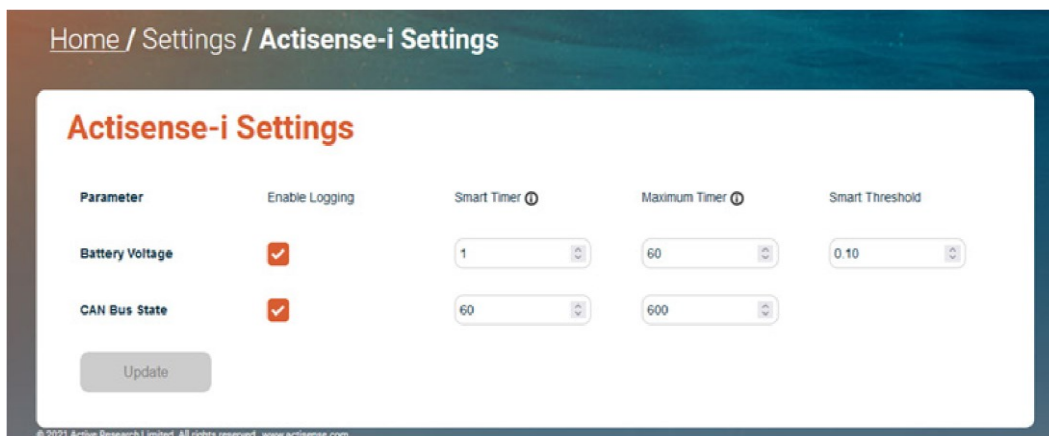 Home / Settings / Actisense-i Settings
Actisense-i Settings
Parameter Enable Logging Smart Timer Maximum Timer Smart Threshold
Battery Voltage 1 60 0.10
CAN Bus State 60 600
Update
© 2021 Active Research Limited. All rights reserved. www.actisense.com